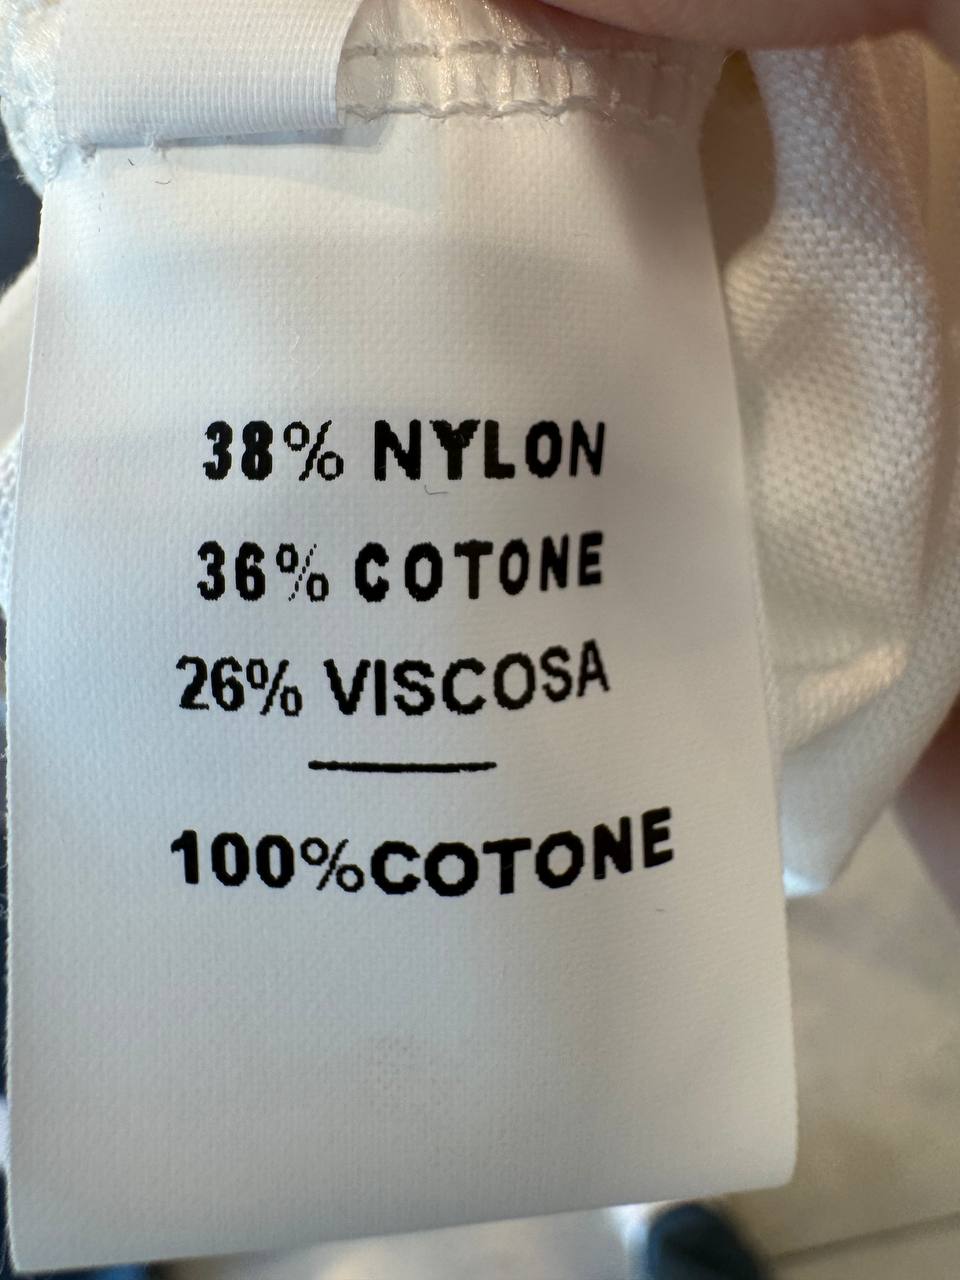 38% NYLON
36% COTONE
26% VISCOSA
100%COTONE